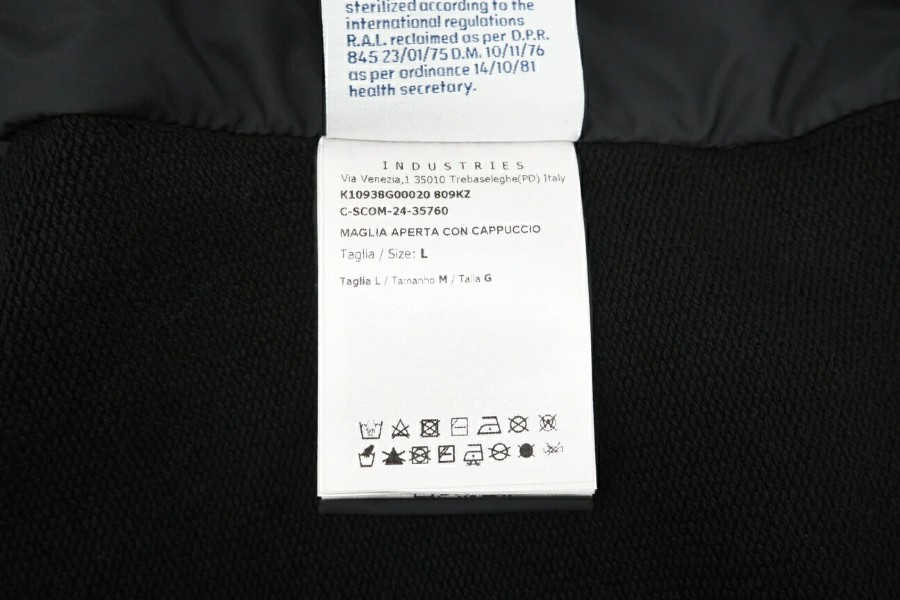 sterilized according to the
international regulations
R.A.L. reclaimed as per D.P.R.
845 23/01/75 D.M. 10/11/76
as per ordinance 14/10/81
health secretary.
INDUSTRIES
Via Venezia,1 35010 Trebaseleghe(PD) Italy
K10938G00020 809KZ
C-SCOM-24-35760
MAGLIA APERTA CON CAPPUCCIO
Taglia / Size: L
Taglia L / Tamanho M / Talla G